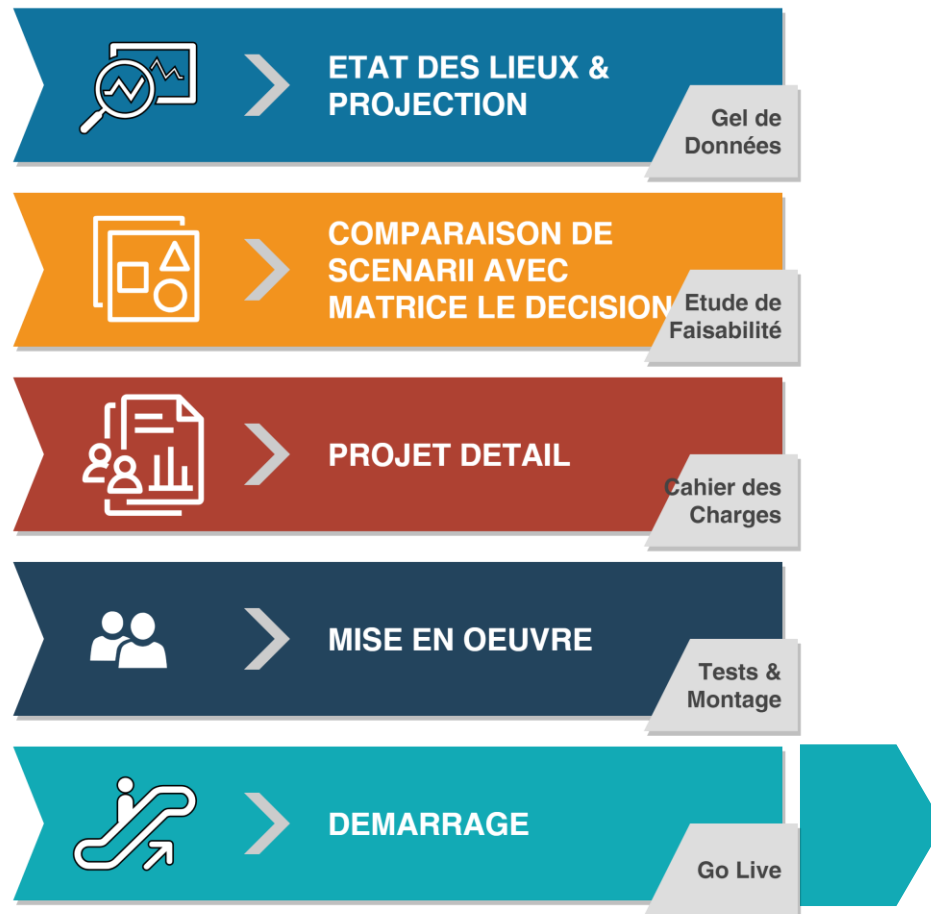 ETAT DES LIEUX &
PROJECTION
Gel de
Données
COMPARAISON DE
SCENARII AVEC
MATRICE LE DECISION
Etude de
Faisabilité
PROJET DETAIL
Cahier des
Charges
MISE EN OEUVRE
Tests &
Montage
DEMARRAGE
Go Live